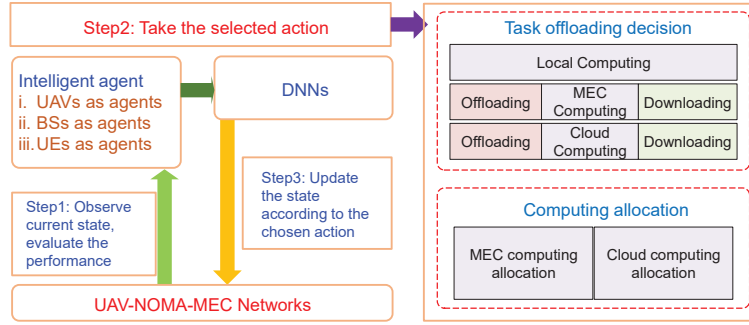 Step2: Take the selected action
Intelligent agent
i. UAVs as agents
ii. BSs as agents
iii.UEs as agents
DNNs
Step1: Observe
current state,
evaluate the
performance
Step3: Update
the state
according to the
chosen action
UAV-NOMA-MEC Networks
Task offloading decision
Local Computing
Offloading
MEC
Computing
Downloading
Offloading
Cloud
Computing
Downloading
Computing allocation
MEC computing
allocation
Cloud computing
allocation